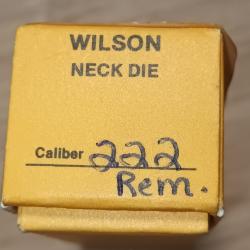 WILSON
NECK DIE
Caliber 222
Rem.